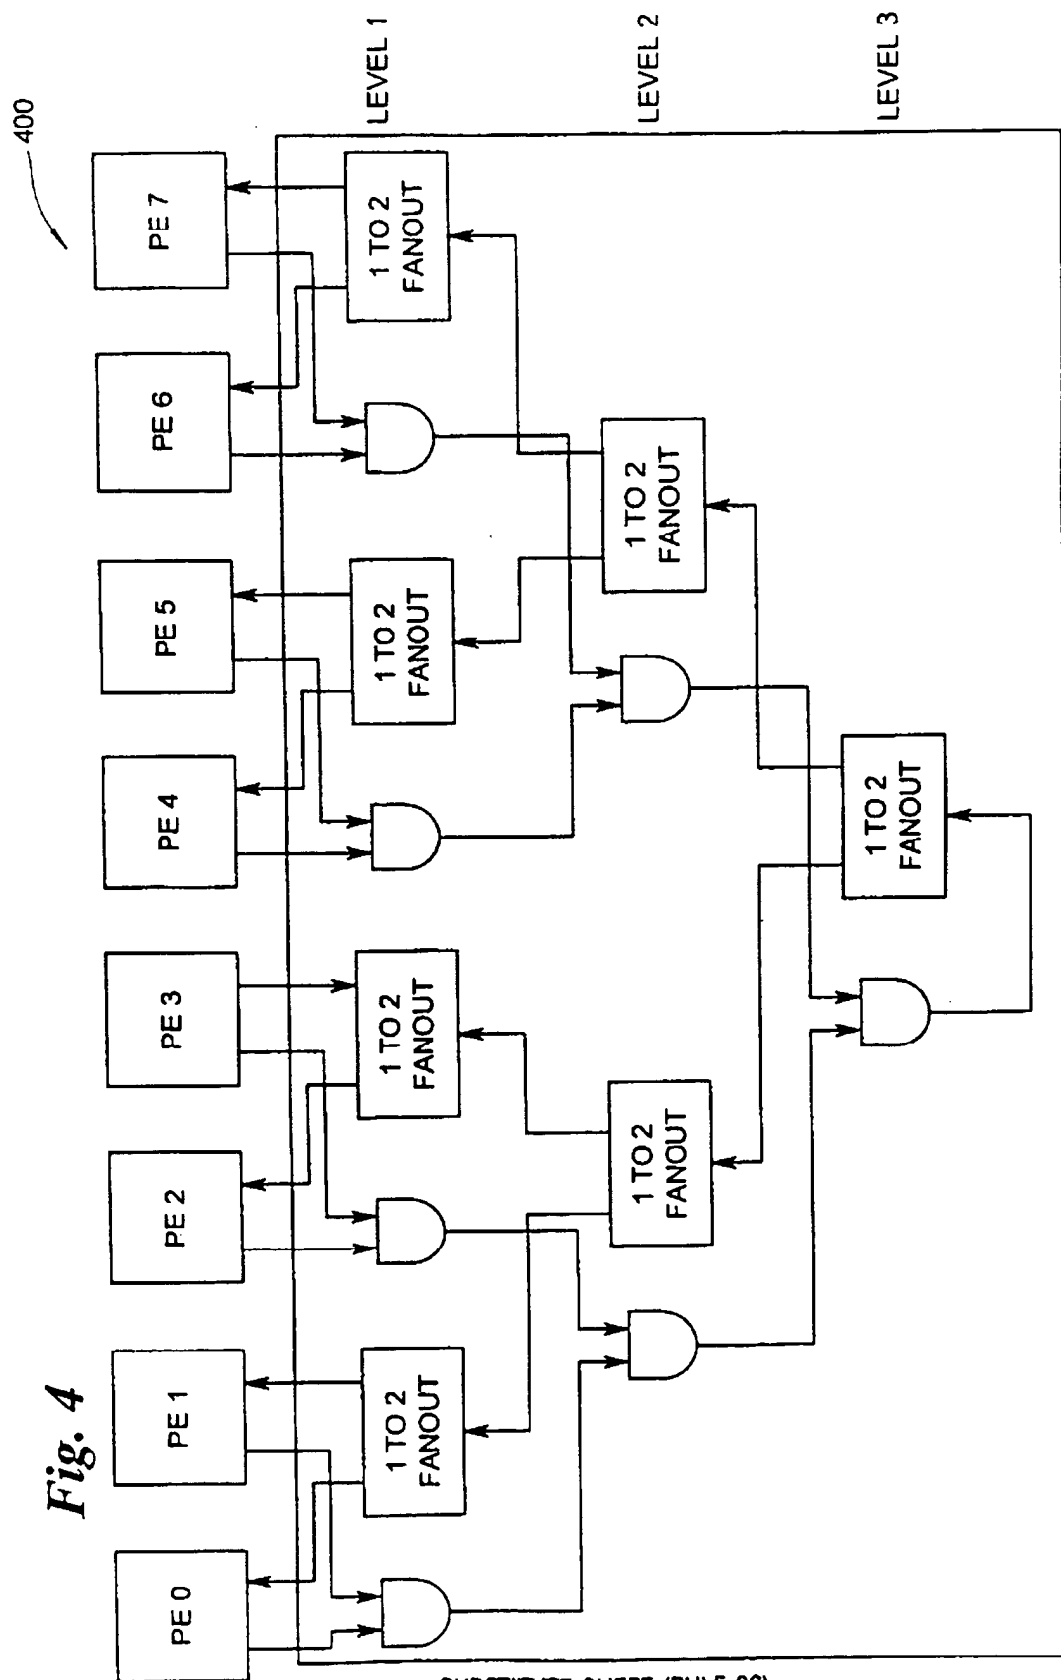 Fig. 4
400
PE 0
PE 1
PE 2
PE 3
PE 4
PE 5
PE 6
PE 7
LEVEL 1
1 TO 2
FANOUT
1 TO 2
FANOUT
1 TO 2
FANOUT
1 TO 2
FANOUT
LEVEL 2
1 TO 2
FANOUT
1 TO 2
FANOUT
LEVEL 3
1 TO 2
FANOUT